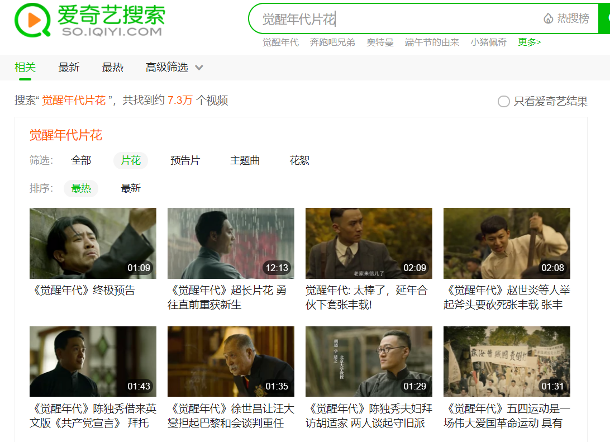 爱奇艺搜索
SO.IQIYI.COM
觉醒年代片花
热搜榜
觉醒年代 奔跑吧兄弟 奥特曼 端午节的由来 小猪佩奇 更多>
相关 最新 最热 高级筛选
搜索“ 觉醒年代片花 ”，共找到约 7.3万 个视频
只看爱奇艺结果
觉醒年代片花
筛选： 全部 片花 预告片 主题曲 花絮
排序： 最热 最新
01:09
12:13
02:09
02:08
《觉醒年代》终极预告
《觉醒年代》超长片花 勇
往直前重获新生
觉醒年代: 太棒了，延年合
伙下套张丰载!
《觉醒年代》赵世炎等人举
起斧头要砍死张丰载 张丰
01:43
01:35
01:29
01:31
《觉醒年代》陈独秀借来英
文版《共产党宣言》 拜托
《觉醒年代》徐世昌让汪大
燮担起巴黎和会谈判重任
《觉醒年代》陈独秀夫妇拜
访胡适家 两人谈起守旧派
《觉醒年代》五四运动是一
场伟大爱国革命运动 具有